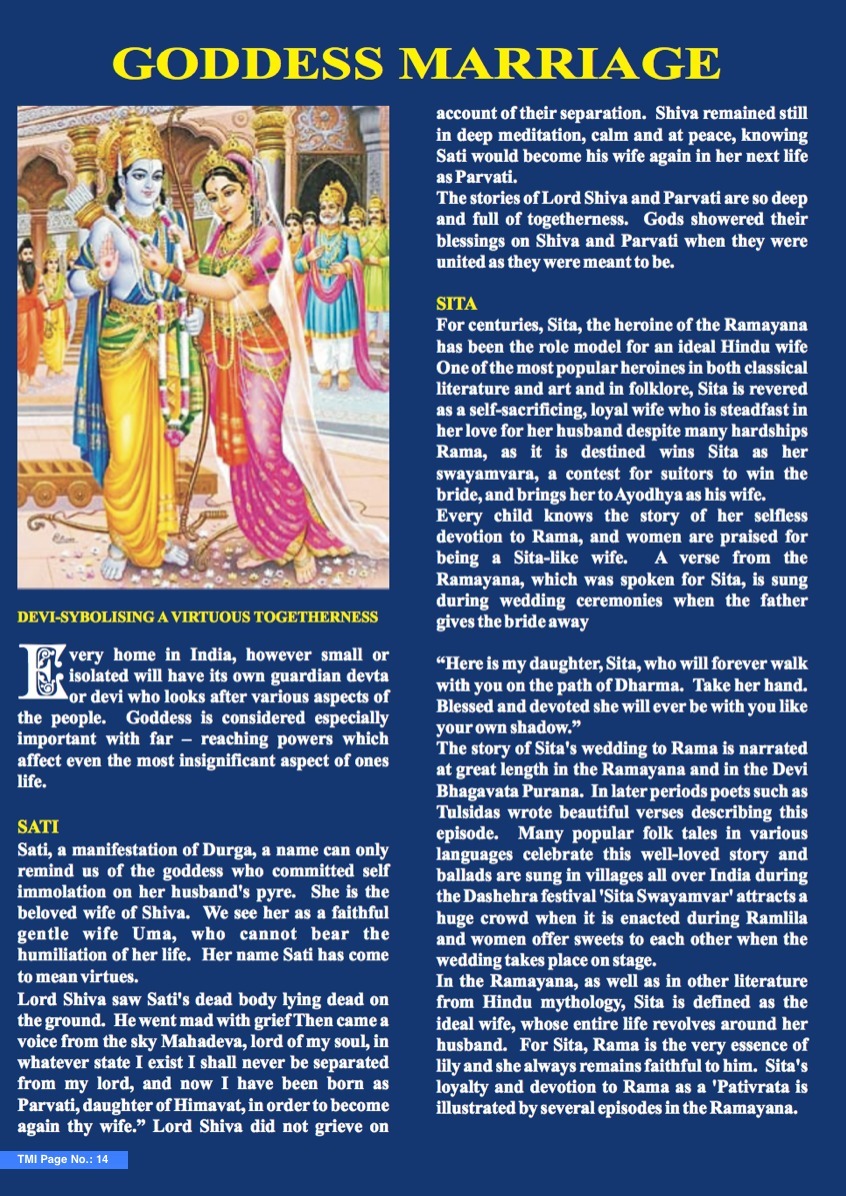 GODDESS MARRIAGE
DEVI-SYBOLISING A VIRTUOUS TOGETHERNESS
Every home in India, however small or
isolated will have its own guardian devta
or devi who looks after various aspects of
the people. Goddess is considered especially
important with far – reaching powers which
affect even the most insignificant aspect of ones
life.
SATI
Sati, a manifestation of Durga, a name can only
remind us of the goddess who committed self
immolation on her husband's pyre. She is the
beloved wife of Shiva. We see her as a faithful
gentle wife Uma, who cannot bear the
humiliation of her life. Her name Sati has come
to mean virtues.
Lord Shiva saw Sati's dead body lying dead on
the ground. He went mad with grief Then came a
voice from the sky Mahadeva, lord of my soul, in
whatever state I exist I shall never be separated
from my lord, and now I have been born as
Parvati, daughter of Himavat, in order to become
again thy wife.” Lord Shiva did not grieve on
account of their separation. Shiva remained still
in deep meditation, calm and at peace, knowing
Sati would become his wife again in her next life
as Parvati.
The stories of Lord Shiva and Parvati are so deep
and full of togetherness. Gods showered their
blessings on Shiva and Parvati when they were
united as they were meant to be.
SITA
For centuries, Sita, the heroine of the Ramayana
has been the role model for an ideal Hindu wife
One of the most popular heroines in both classical
literature and art and in folklore, Sita is revered
as a self-sacrificing, loyal wife who is steadfast in
her love for her husband despite many hardships
Rama, as it is destined wins Sita as her
swayamvara, a contest for suitors to win the
bride, and brings her to Ayodhya as his wife.
Every child knows the story of her selfless
devotion to Rama, and women are praised for
being a Sita-like wife. A verse from the
Ramayana, which was spoken for Sita, is sung
during wedding ceremonies when the father
gives the bride away
“Here is my daughter, Sita, who will forever walk
with you on the path of Dharma. Take her hand.
Blessed and devoted she will ever be with you like
your own shadow.”
The story of Sita's wedding to Rama is narrated
at great length in the Ramayana and in the Devi
Bhagavata Purana. In later periods poets such as
Tulsidas wrote beautiful verses describing this
episode. Many popular folk tales in various
languages celebrate this well-loved story and
ballads are sung in villages all over India during
the Dashehra festival 'Sita Swayamvar' attracts a
huge crowd when it is enacted during Ramlila
and women offer sweets to each other when the
wedding takes place on stage.
In the Ramayana, as well as in other literature
from Hindu mythology, Sita is defined as the
ideal wife, whose entire life revolves around her
husband. For Sita, Rama is the very essence of
lily and she always remains faithful to him. Sita's
loyalty and devotion to Rama as a 'Pativrata is
illustrated by several episodes in the Ramayana.
TMI Page No.: 14